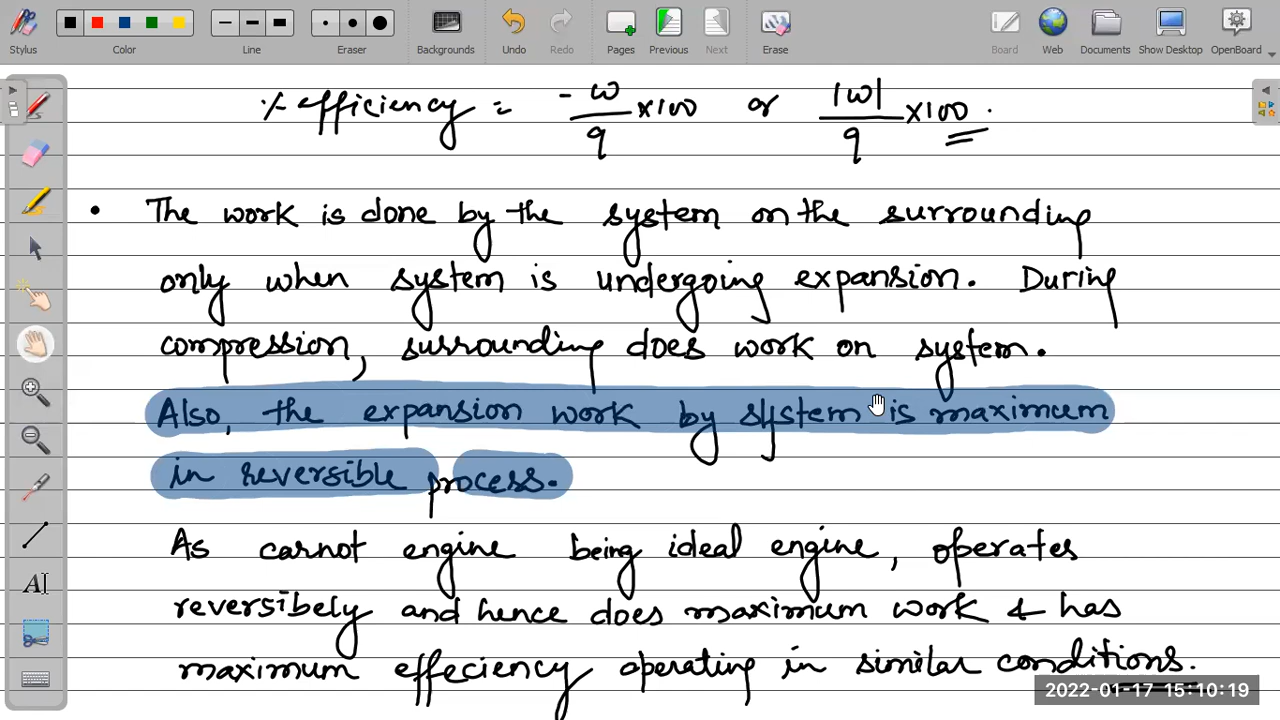 Stylus Color Line Eraser Backgrounds Undo Redo Pages Previous Next Erase Board Web Documents Show Desktop OpenBoard
% efficiency = -w/q ×100 or |w|/q ×100.
• The work is done by the system on the surrounding
only when system is undergoing expansion. During
compression, surrounding does work on system.
Also, the expansion work by system is maximum
in reversible process.
As carnot engine being ideal engine, operates
reversibely and hence does maximum work & has
maximum effeciency operating in similar conditions.
2022-01-17 15:10:19